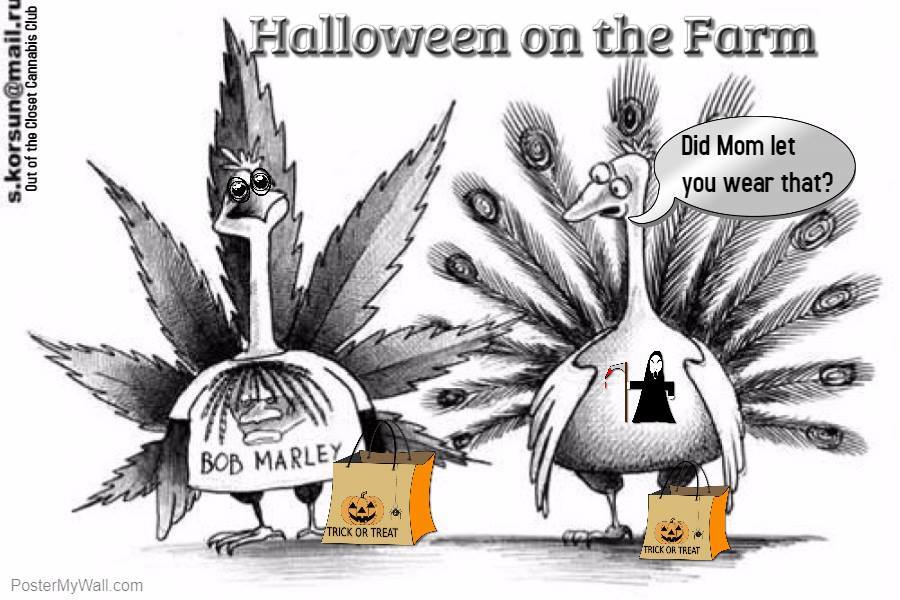 Halloween on the Farm
s.korsun@mail.ru
Out of the Closet Cannabis Club
Did Mom let
you wear that?
BOB MARLEY
TRICK OR TREAT
TRICK OR TREAT
PosterMyWall.com